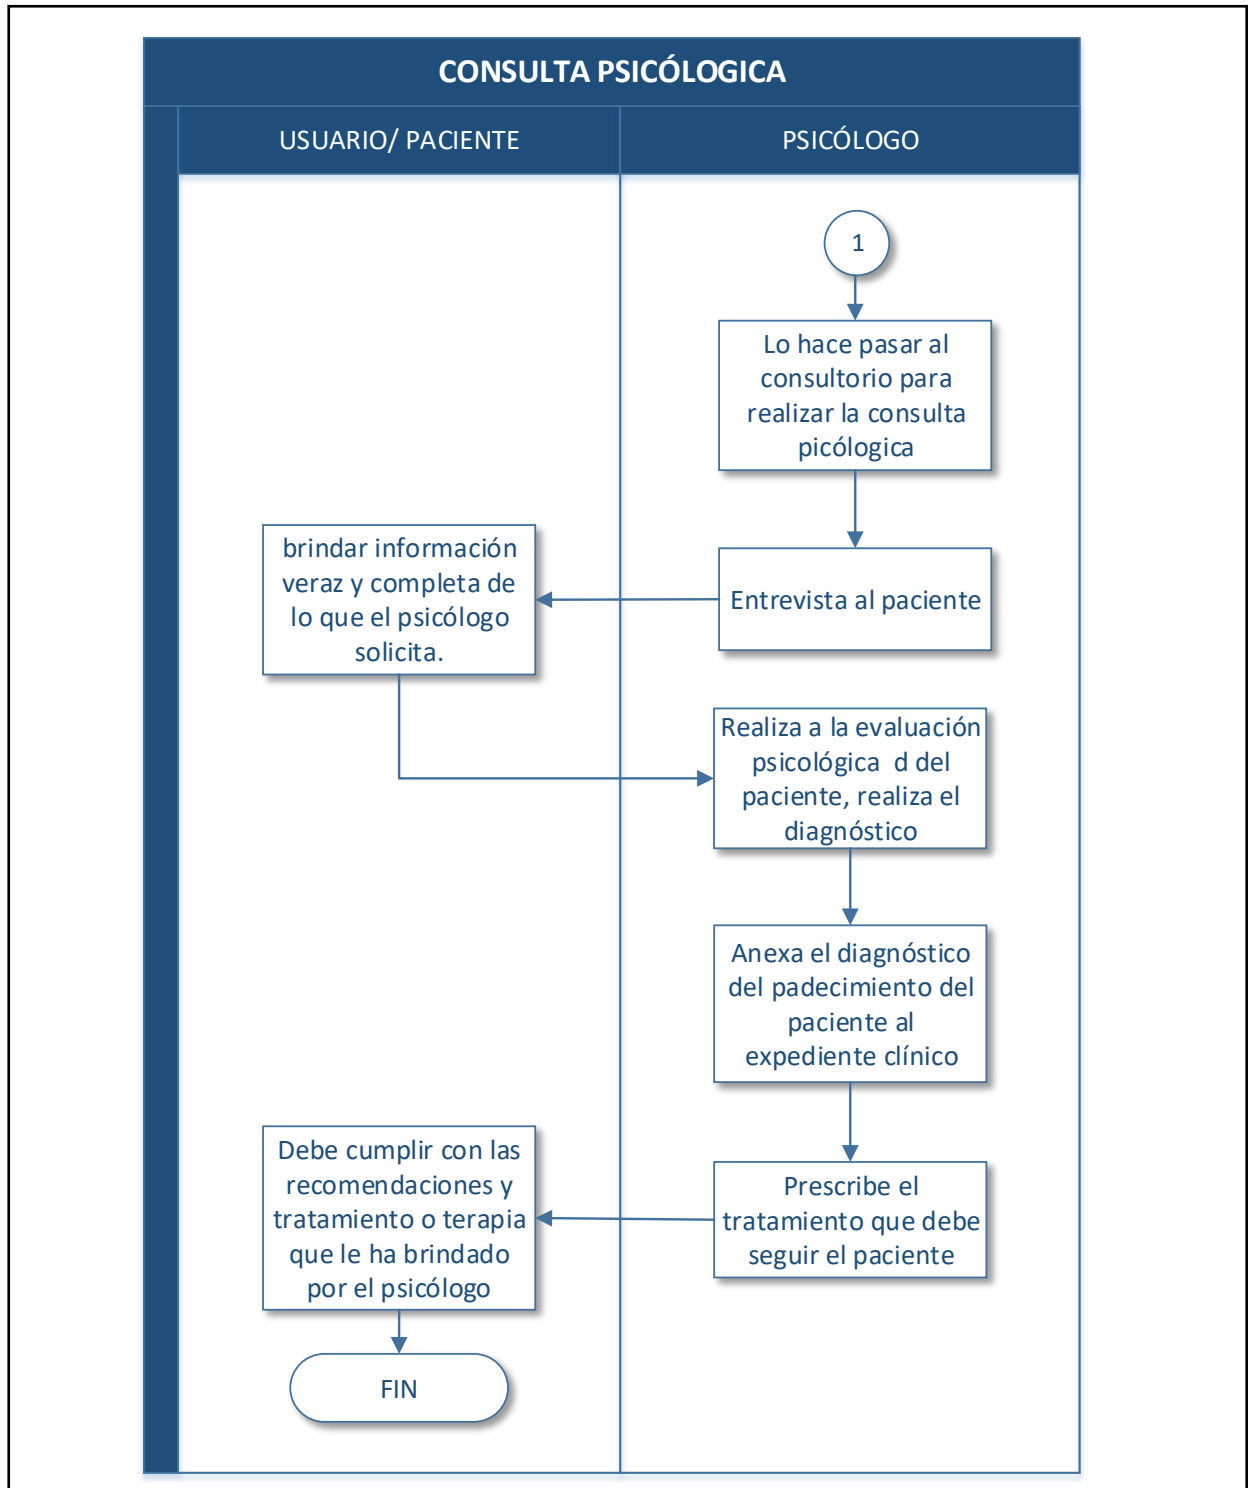 CONSULTA PSICÓLOGICA
USUARIO/ PACIENTE
PSICÓLOGO
1
Lo hace pasar al
consultorio para
realizar la consulta
picólogica
Entrevista al paciente
brindar información
veraz y completa de
lo que el psicólogo
solicita.
Realiza a la evaluación
psicológica  d del
paciente, realiza el
diagnóstico
Anexa el diagnóstico
del padecimiento del
paciente al
expediente clínico
Prescribe el
tratamiento que debe
seguir el paciente
Debe cumplir con las
recomendaciones y
tratamiento o terapia
que le ha brindado
por el psicólogo
FIN